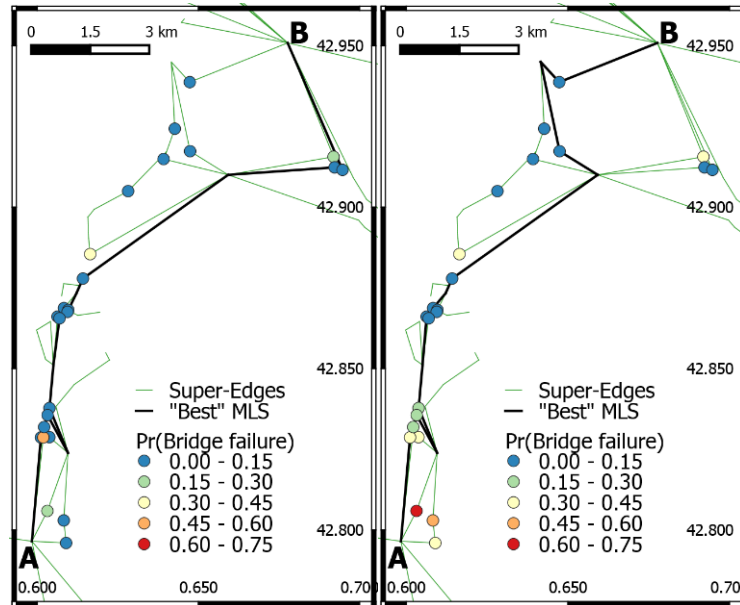 0 1.5 3 km
B
42.950
42.900
42.850
Super-Edges
"Best" MLS
Pr(Bridge failure)
0.00 - 0.15
0.15 - 0.30
0.30 - 0.45
0.45 - 0.60
0.60 - 0.75
42.800
A
0.600 0.650 0.700
0 1.5 3 km
B
42.950
42.900
42.850
Super-Edges
"Best" MLS
Pr(Bridge failure)
0.00 - 0.15
0.15 - 0.30
0.30 - 0.45
0.45 - 0.60
0.60 - 0.75
42.800
A
0.600 0.650 0.70